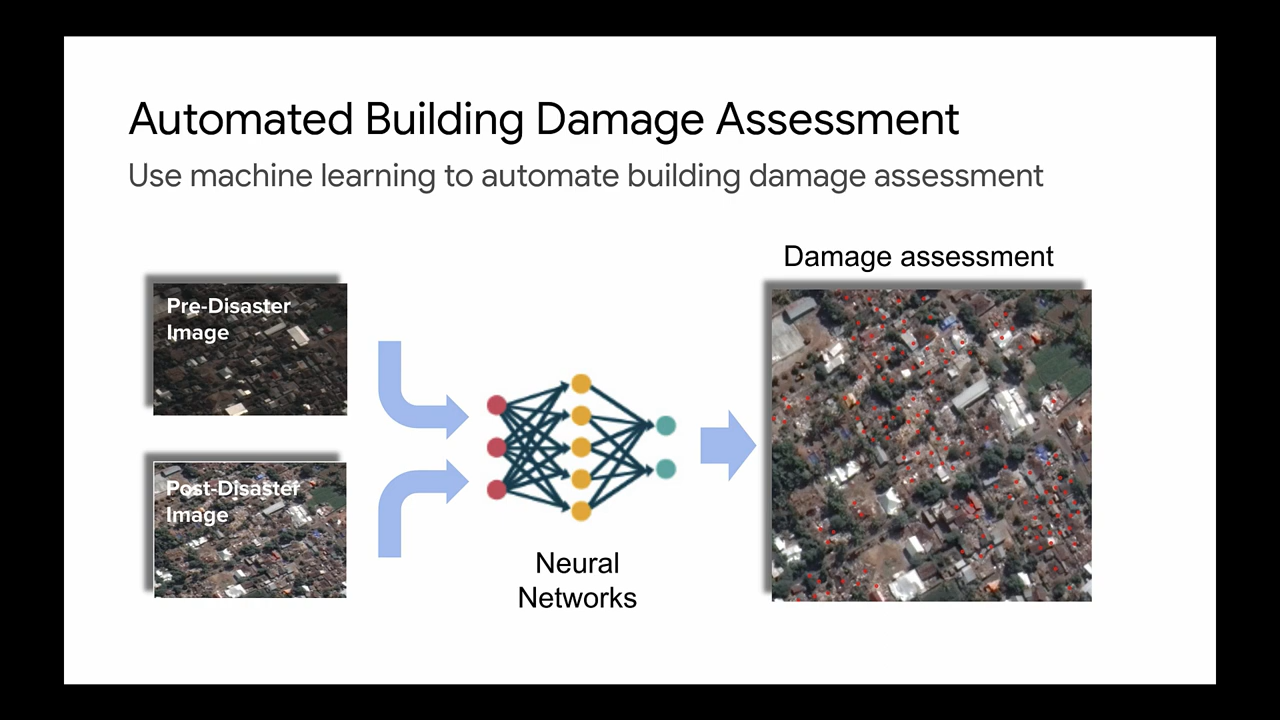 Automated Building Damage Assessment
Use machine learning to automate building damage assessment
Damage assessment
Pre-Disaster
Image
Post-Disaster
Image
Neural
Networks